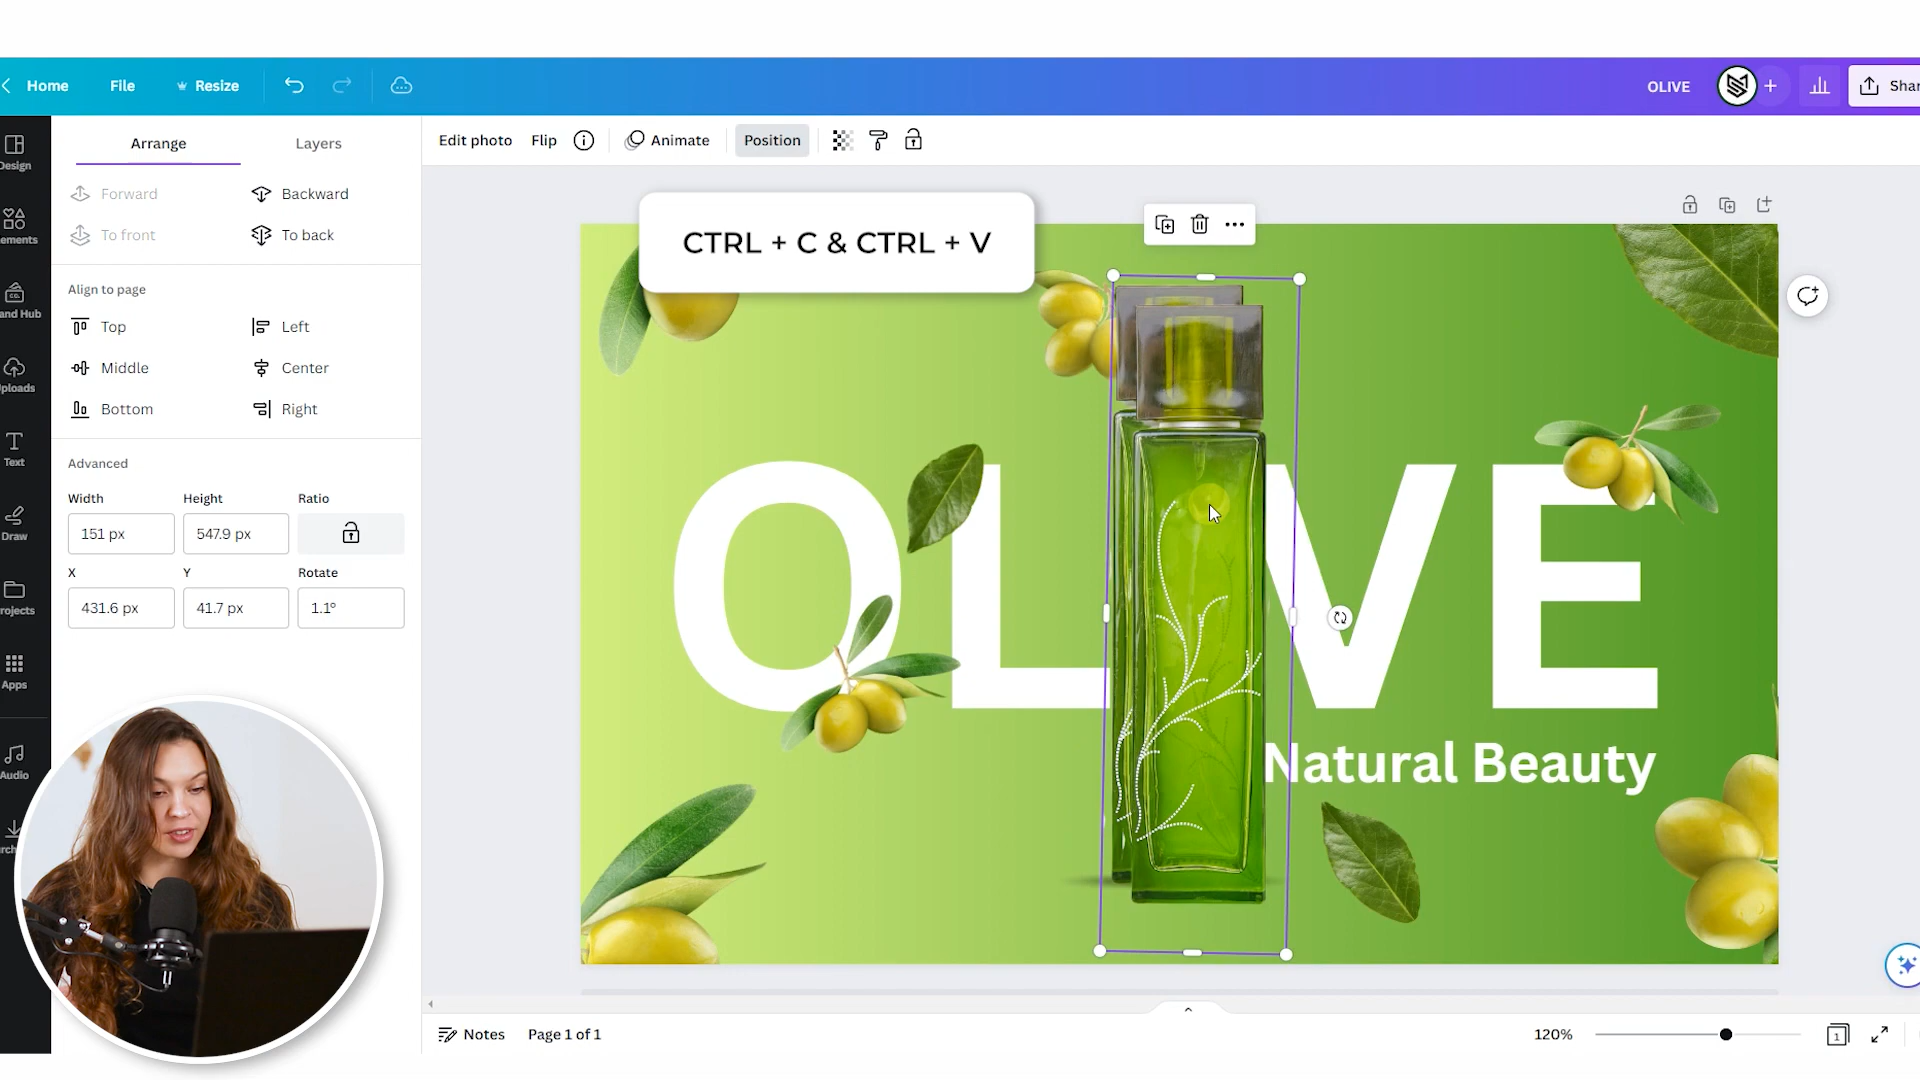 Home File Resize OLIVE Shar
Arrange Layers
Edit photo Flip Animate Position
Forward Backward
To front To back
CTRL + C & CTRL + V
Align to page
Top Left
Middle Center
Bottom Right
Advanced
Width Height Ratio
151 px 547.9 px
X Y Rotate
431.6 px 41.7 px 1.1°
Design
ements
and Hub
ploads
Text
Draw
rojects
Apps
Audio
OLIVE
Natural Beauty
Notes Page 1 of 1 120% 1